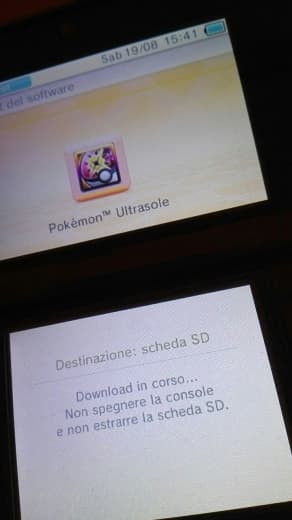 Sab 19/08 15:41
del software
Pokémon™ Ultrasole
Destinazione: scheda SD
Download in corso...
Non spegnere la console
e non estrarre la scheda SD.